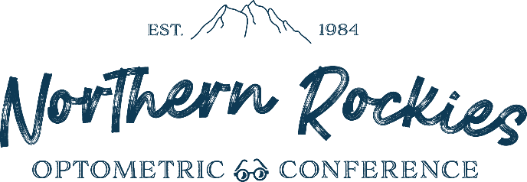 EST. 1984
Northern Rockies
OPTOMETRIC CONFERENCE